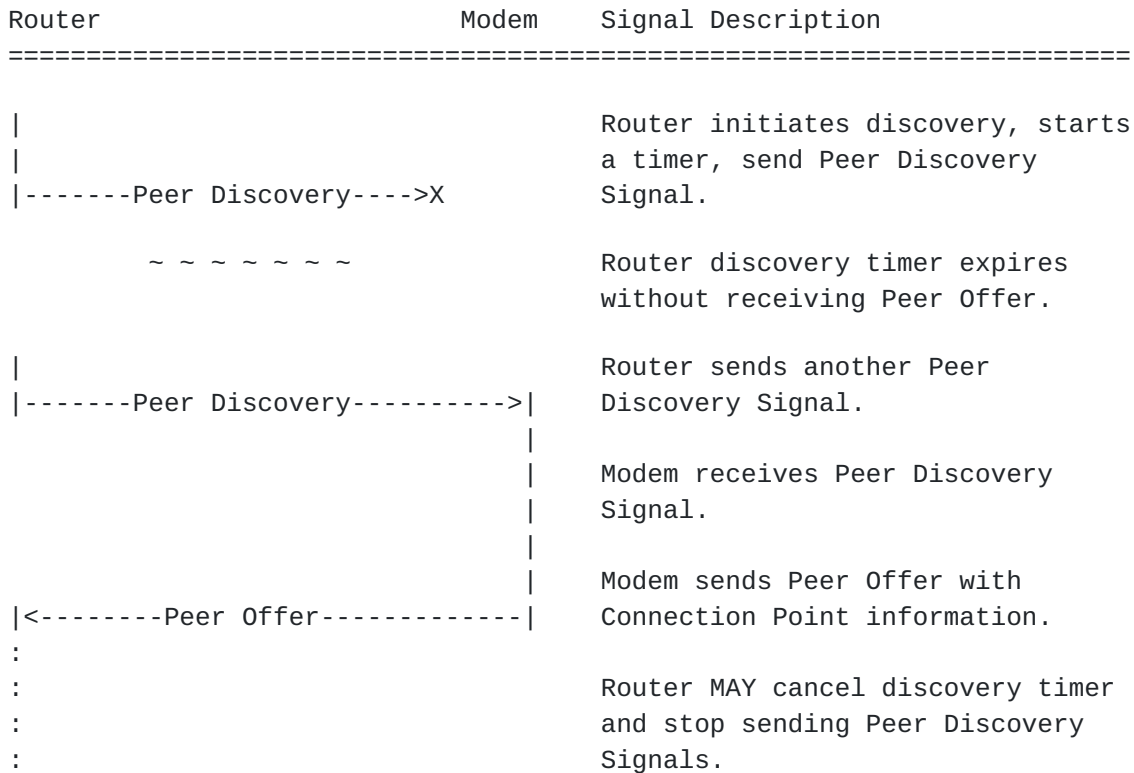 Router                       Modem    Signal Description
========================================================================

|                                     Router initiates discovery, starts
|                                     a timer, send Peer Discovery
|-------Peer Discovery---->X          Signal.

         ~ ~ ~ ~ ~ ~ ~                Router discovery timer expires
                                      without receiving Peer Offer.

|                                     Router sends another Peer
|-------Peer Discovery---------->|    Discovery Signal.
                                 |
                                 |    Modem receives Peer Discovery
                                 |    Signal.
                                 |
                                 |    Modem sends Peer Offer with
|<--------Peer Offer-------------|    Connection Point information.
:
:                                     Router MAY cancel discovery timer
:                                     and stop sending Peer Discovery
:                                     Signals.